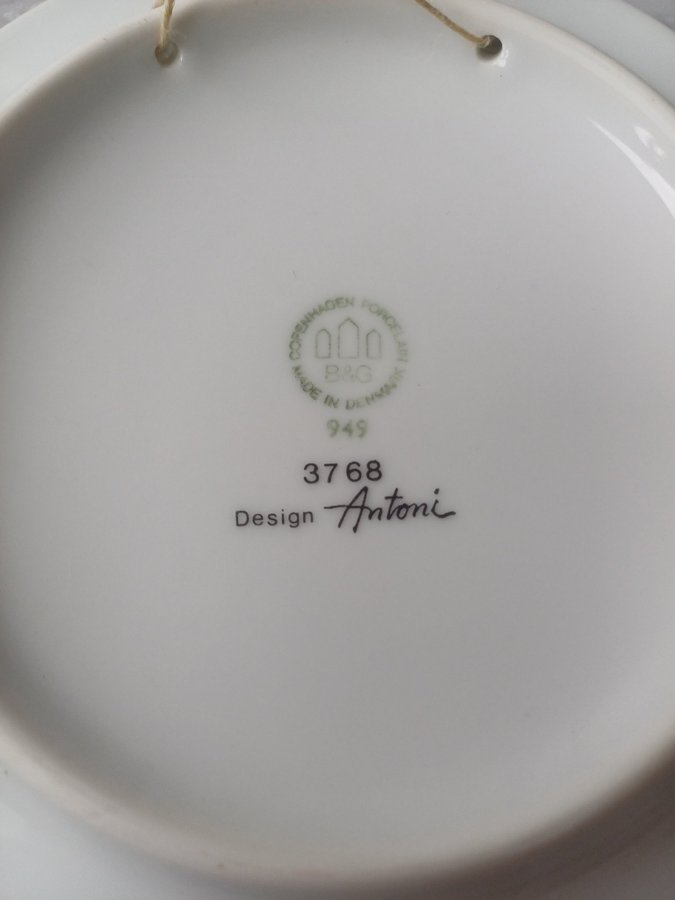 COPENHAGEN PORCELAIN
B&G
MADE IN DENMARK
949
3768
Design Antoni